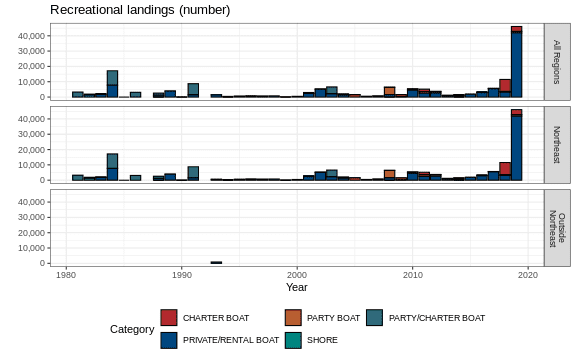 Recreational landings (number)
40,000
30,000
20,000
10,000
0
All Regions
40,000
30,000
20,000
10,000
0
Northeast
40,000
30,000
20,000
10,000
0
Outside
Northeast
1980 1990 2000 2010 2020
Year
Category
CHARTER BOAT PARTY BOAT PARTY/CHARTER BOAT
PRIVATE/RENTAL BOAT SHORE